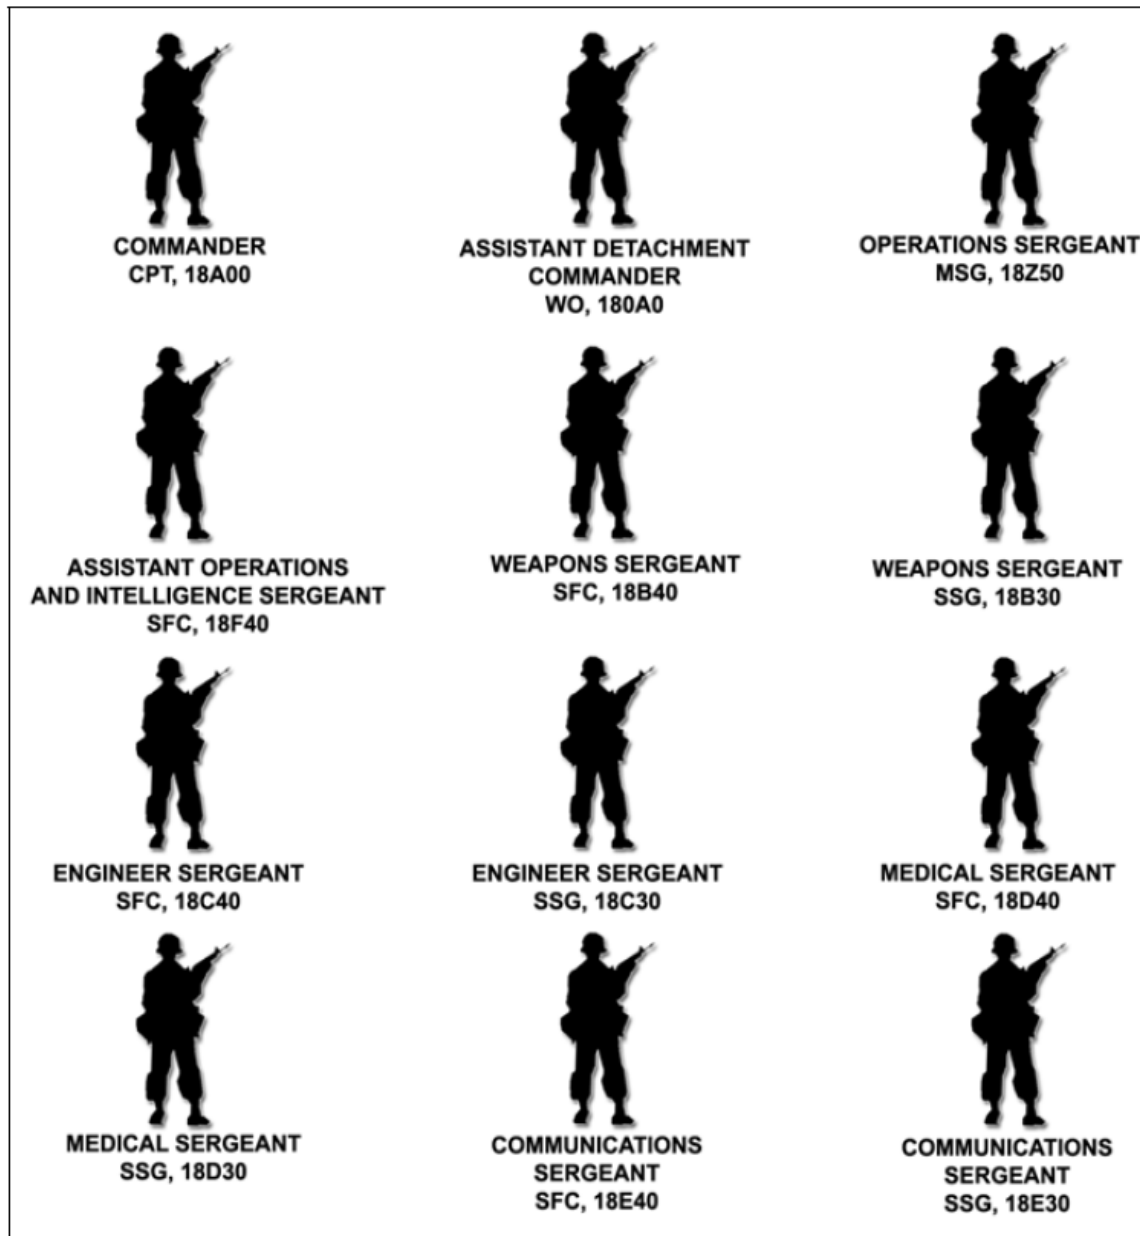 COMMANDER
CPT, 18A00
ASSISTANT DETACHMENT
COMMANDER
WO, 180A0
OPERATIONS SERGEANT
MSG, 18Z50
ASSISTANT OPERATIONS
AND INTELLIGENCE SERGEANT
SFC, 18F40
WEAPONS SERGEANT
SFC, 18B40
WEAPONS SERGEANT
SSG, 18B30
ENGINEER SERGEANT
SFC, 18C40
ENGINEER SERGEANT
SSG, 18C30
MEDICAL SERGEANT
SFC, 18D40
MEDICAL SERGEANT
SSG, 18D30
COMMUNICATIONS
SERGEANT
SFC, 18E40
COMMUNICATIONS
SERGEANT
SSG, 18E30